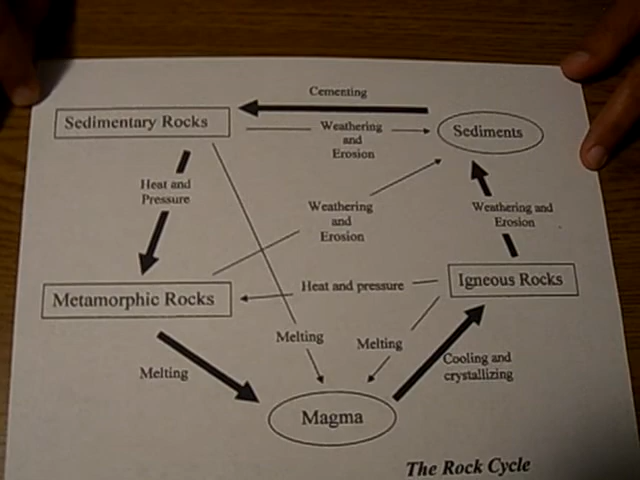 Cementing
Sedimentary Rocks
Weathering
and
Erosion
Sediments
Heat and
Pressure
Weathering
and
Erosion
Weathering and
Erosion
Metamorphic Rocks
Heat and pressure
Igneous Rocks
Melting
Melting
Melting
Cooling and
crystallizing
Magma
The Rock Cycle